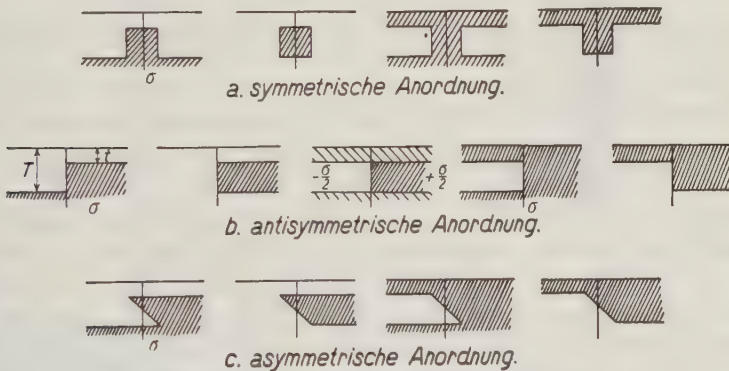 σ
a. symmetrische Anordnung.
T t
-σ/2 +σ/2
σ σ
b. antisymmetrische Anordnung.
σ
c. asymmetrische Anordnung.